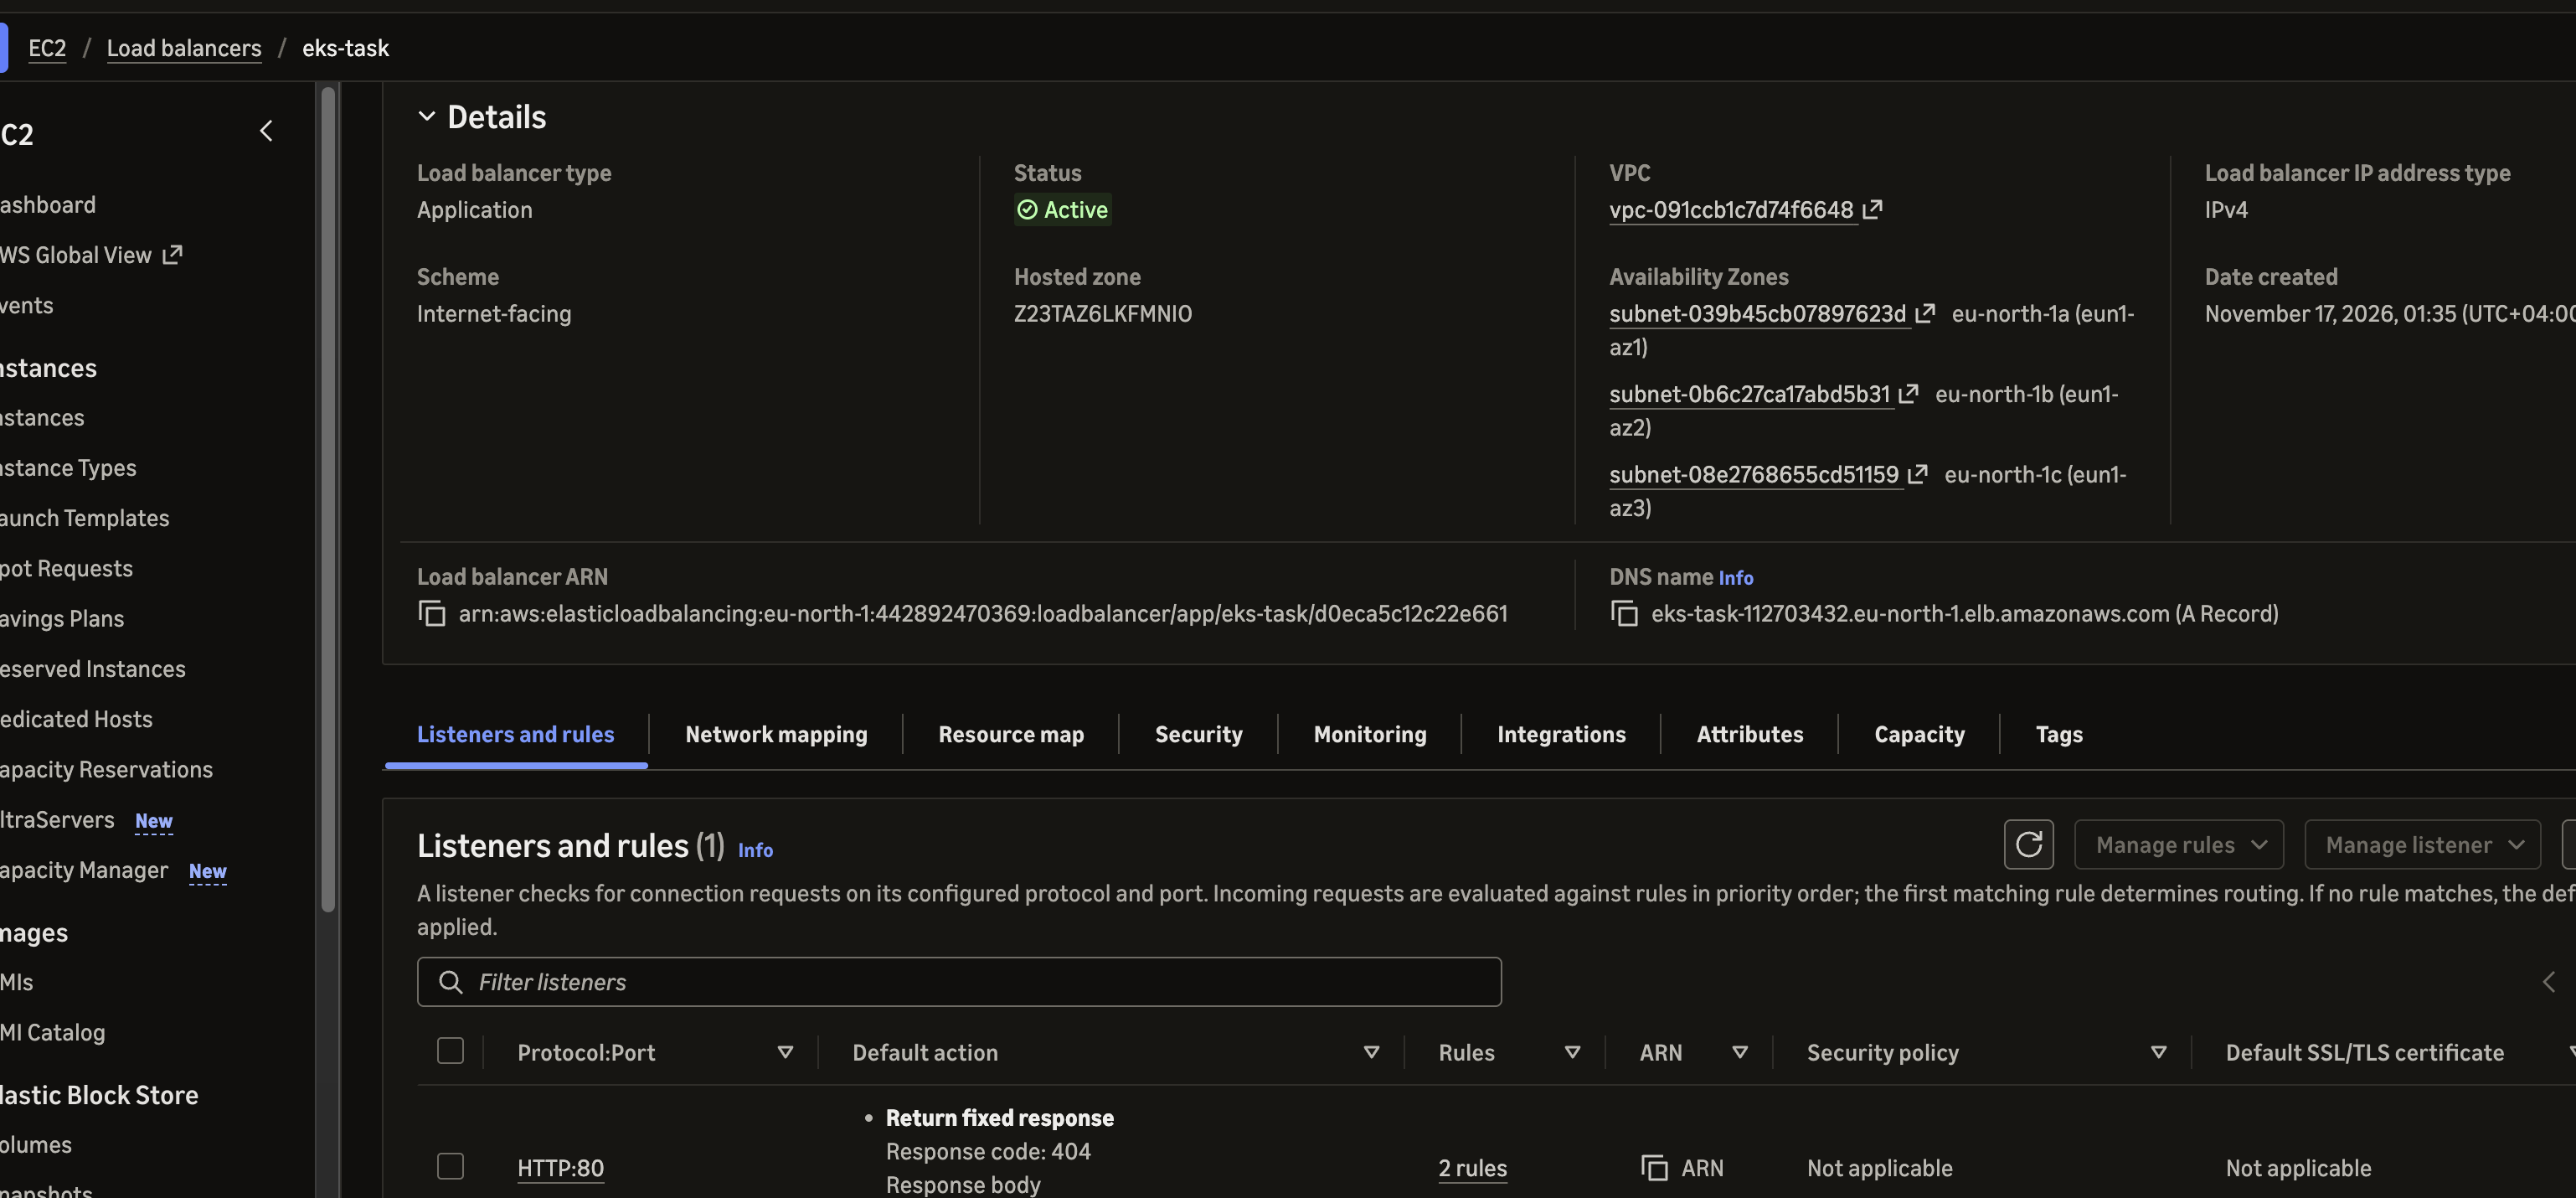 EC2 / Load balancers / eks-task
C2
ashboard
WS Global View
vents
nstances
nstances
nstance Types
aunch Templates
pot Requests
avings Plans
eserved Instances
edicated Hosts
apacity Reservations
ltraServers New
apacity Manager New
mages
MIs
MI Catalog
lastic Block Store
olumes
napshots
Details
Load balancer type
Application
Scheme
Internet-facing
Status
Active
Hosted zone
Z23TAZ6LKFMNIO
VPC
vpc-091ccb1c7d74f6648
Availability Zones
subnet-039b45cb07897623d eu-north-1a (eun1-
az1)
subnet-0b6c27ca17abd5b31 eu-north-1b (eun1-
az2)
subnet-08e2768655cd51159 eu-north-1c (eun1-
az3)
Load balancer IP address type
IPv4
Date created
November 17, 2026, 01:35 (UTC+04:00
Load balancer ARN
arn:aws:elasticloadbalancing:eu-north-1:442892470369:loadbalancer/app/eks-task/d0eca5c12c22e661
DNS name Info
eks-task-112703432.eu-north-1.elb.amazonaws.com (A Record)
Listeners and rules Network mapping Resource map Security Monitoring Integrations Attributes Capacity Tags
Listeners and rules (1) Info
Manage rules Manage listener
A listener checks for connection requests on its configured protocol and port. Incoming requests are evaluated against rules in priority order; the first matching rule determines routing. If no rule matches, the def
applied.
Filter listeners
Protocol:Port Default action Rules ARN Security policy Default SSL/TLS certificate
• Return fixed response
Response code: 404
HTTP:80 2 rules ARN Not applicable Not applicable
Response body